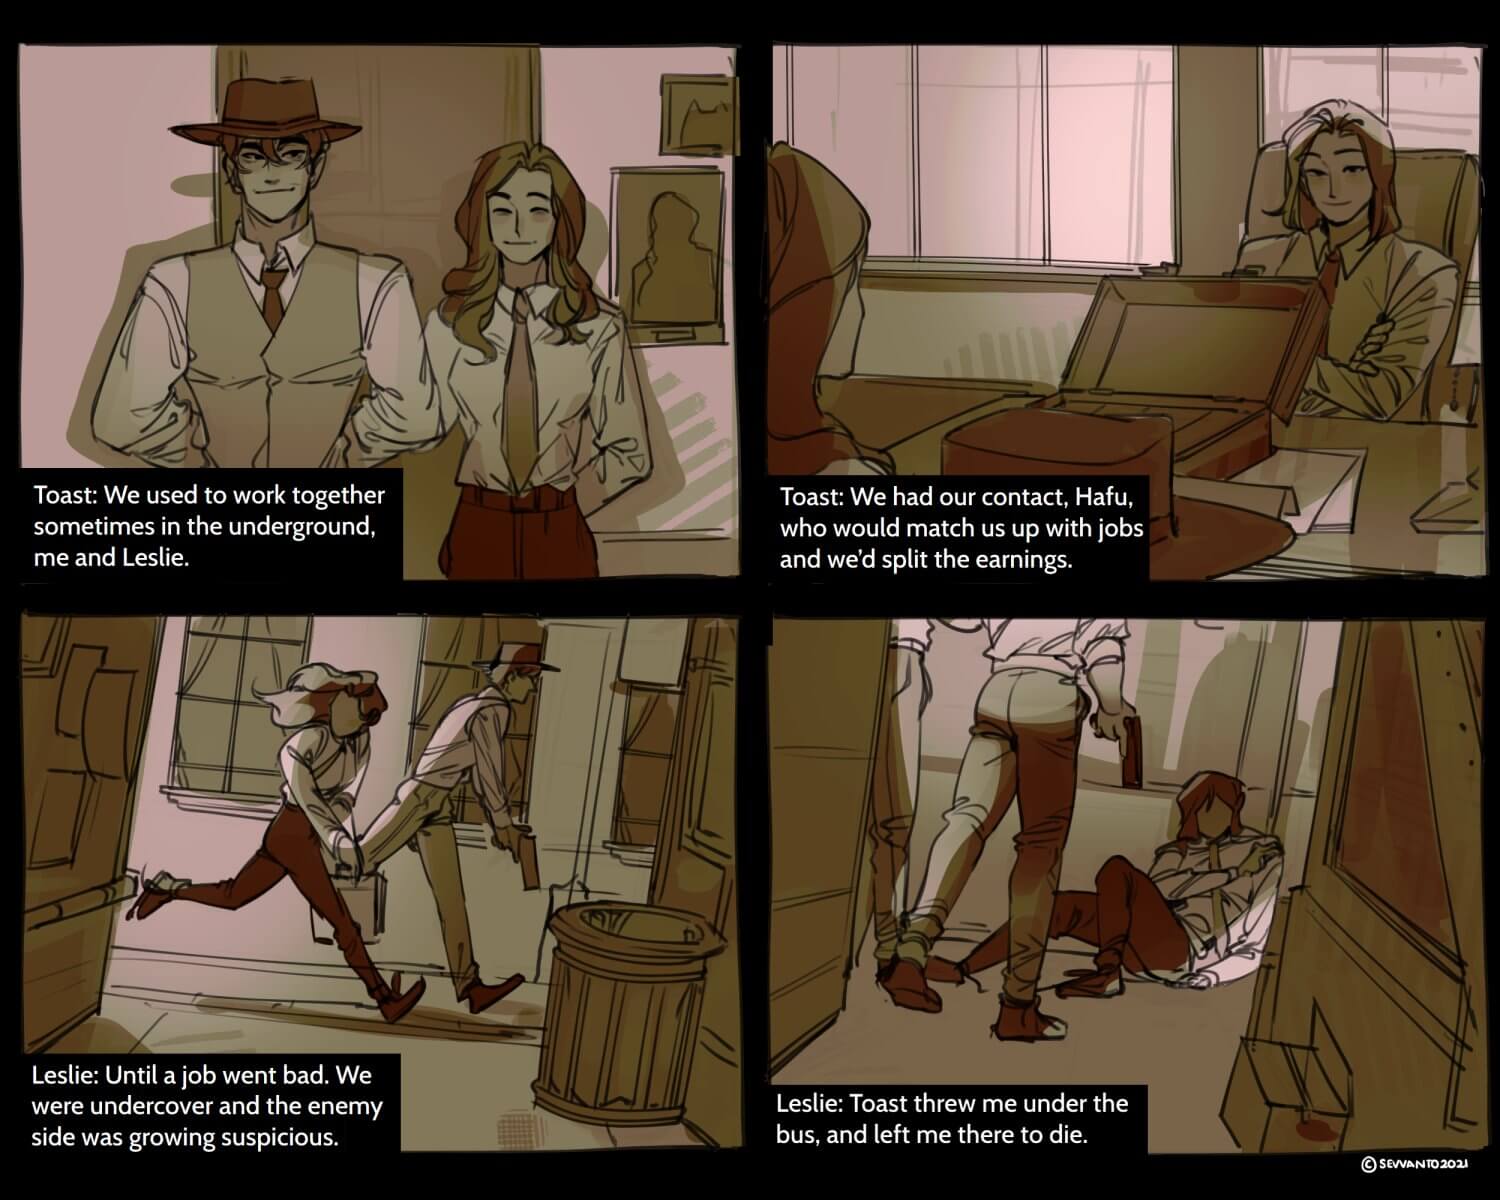 Toast: We used to work together
sometimes in the underground,
me and Leslie.
Toast: We had our contact, Hafu,
who would match us up with jobs
and we’d split the earnings.
Leslie: Until a job went bad. We
were undercover and the enemy
side was growing suspicious.
Leslie: Toast threw me under the
bus, and left me there to die.
©SEVVANTO2021